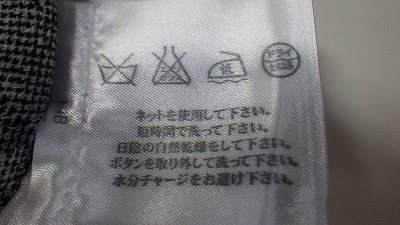 ドライ
ネットを使用して下さい。
短時間で洗って下さい。
日陰の自然乾燥をして下さい。
ボタンを取り外して洗って下さい。
水分チャージをお避け下さい。